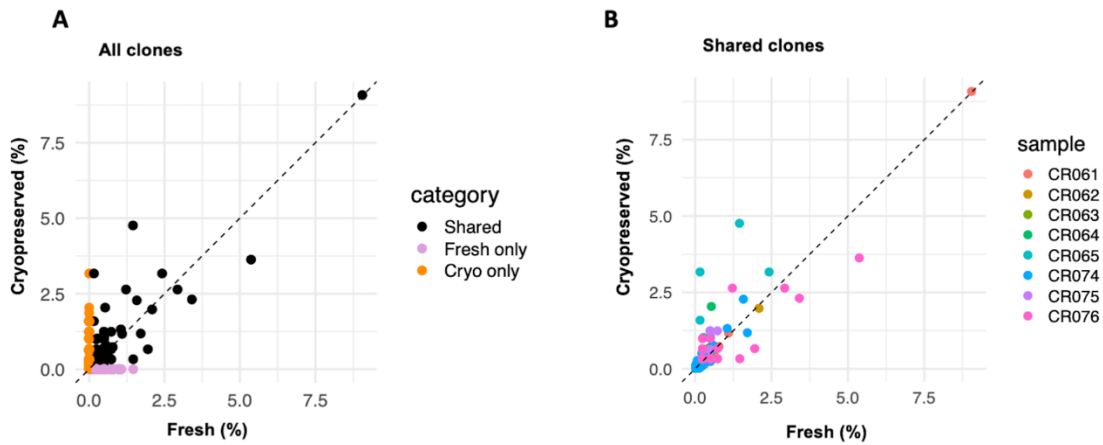 A
All clones
Cryopreserved (%)
7.5
5.0
2.5
0.0
0.0 2.5 5.0 7.5
Fresh (%)
category
Shared
Fresh only
Cryo only
B
Shared clones
Cryopreserved (%)
7.5
5.0
2.5
0.0
0.0 2.5 5.0 7.5
Fresh (%)
sample
CR061
CR062
CR063
CR064
CR065
CR074
CR075
CR076